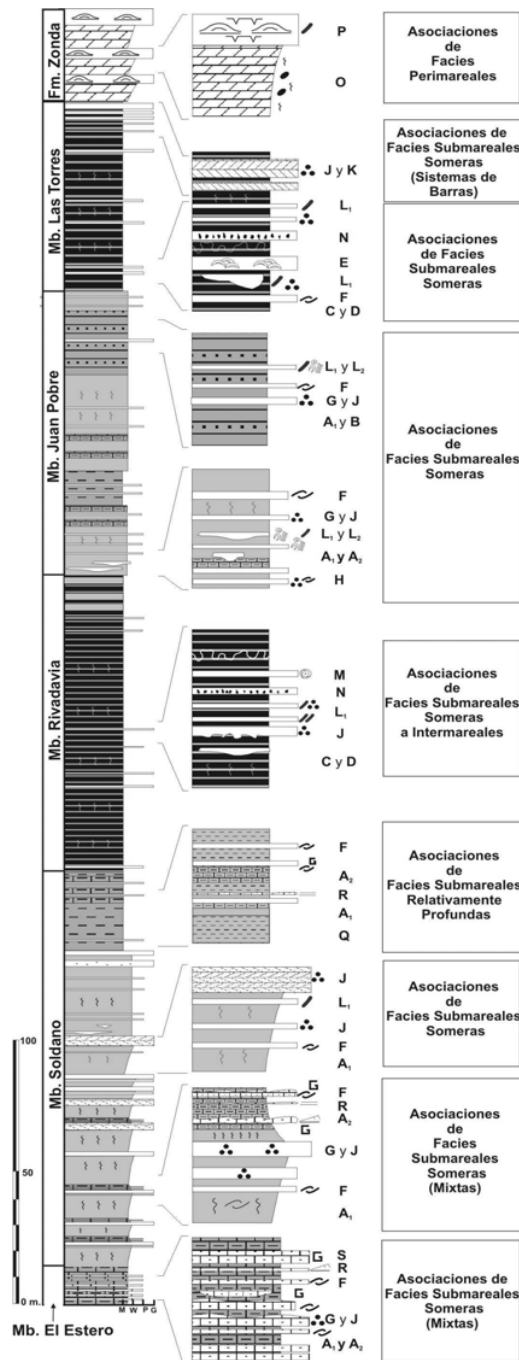 Fm. Zonda
Mb. Las Torres
Mb. Juan Pobre
Mb. Rivadavia
Mb. Soldano
Mb. El Estero
100
50
0 m.
M W P G
P
O
J y K
L₁
N
E
L₁
F
C y D
L₁ y L₂
F
G y J
A₁ y B
F
G y J
L₁ y L₂
A₁ y A₂
H
M
N
L₁
J
C y D
F
G
A₂
R
A₁
Q
J
L₁
J
F
A₁
G
F
R
A₂
G
G y J
F
A₁
G
S
R
F
G
G y J
F
A₁ y A₂
Asociaciones
de
Facies
Perimareales
Asociaciones de
Facies Submareales
Someras
(Sistemas de
Barras)
Asociaciones
de Facies
Submareales
Someras
Asociaciones
de
Facies Submareales
Someras
Asociaciones
de
Facies Submareales
Someras
a Intermareales
Asociaciones
de
Facies Submareales
Relativamente
Profundas
Asociaciones
de
Facies Submareales
Someras
Asociaciones
de
Facies
Submareales
Someras
(Mixtas)
Asociaciones
de
Facies Submareales
Someras
(Mixtas)